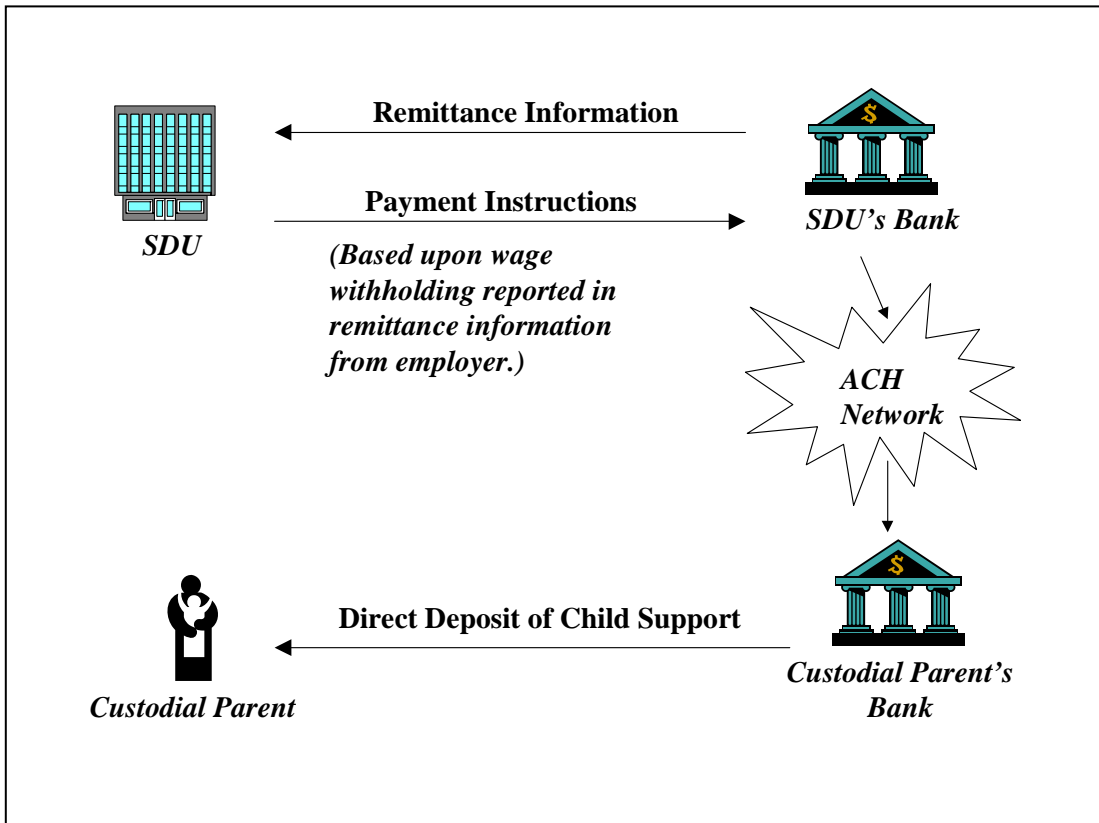 Remittance Information
$
SDU's Bank
Payment Instructions
SDU
(Based upon wage
withholding reported in
remittance information
from employer.)
ACH
Network
$
Direct Deposit of Child Support
Custodial Parent
Custodial Parent's
Bank